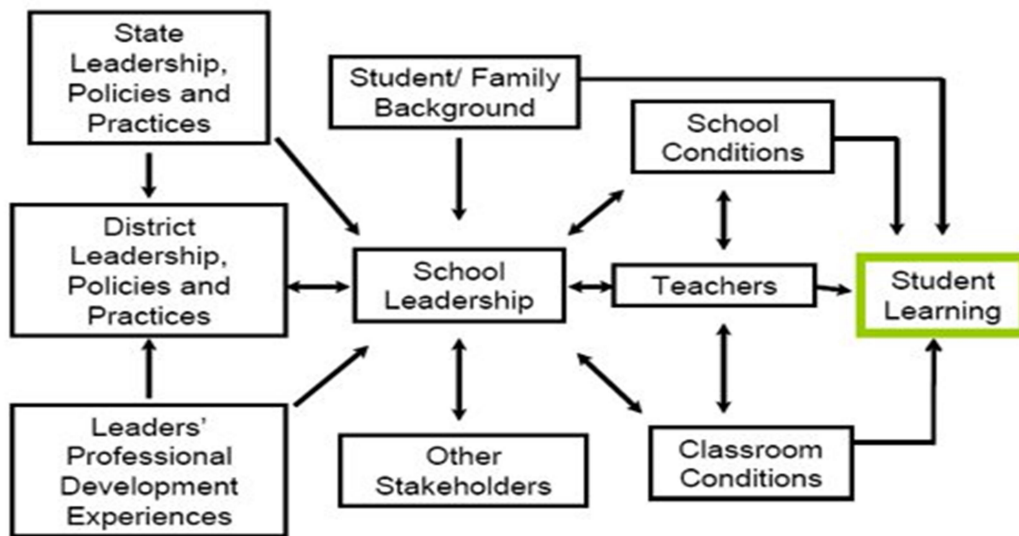 State
Leadership,
Policies and
Practices
Student/ Family
Background
School
Conditions
District
Leadership,
Policies and
Practices
School
Leadership
Teachers
Student
Learning
Leaders’
Professional
Development
Experiences
Other
Stakeholders
Classroom
Conditions